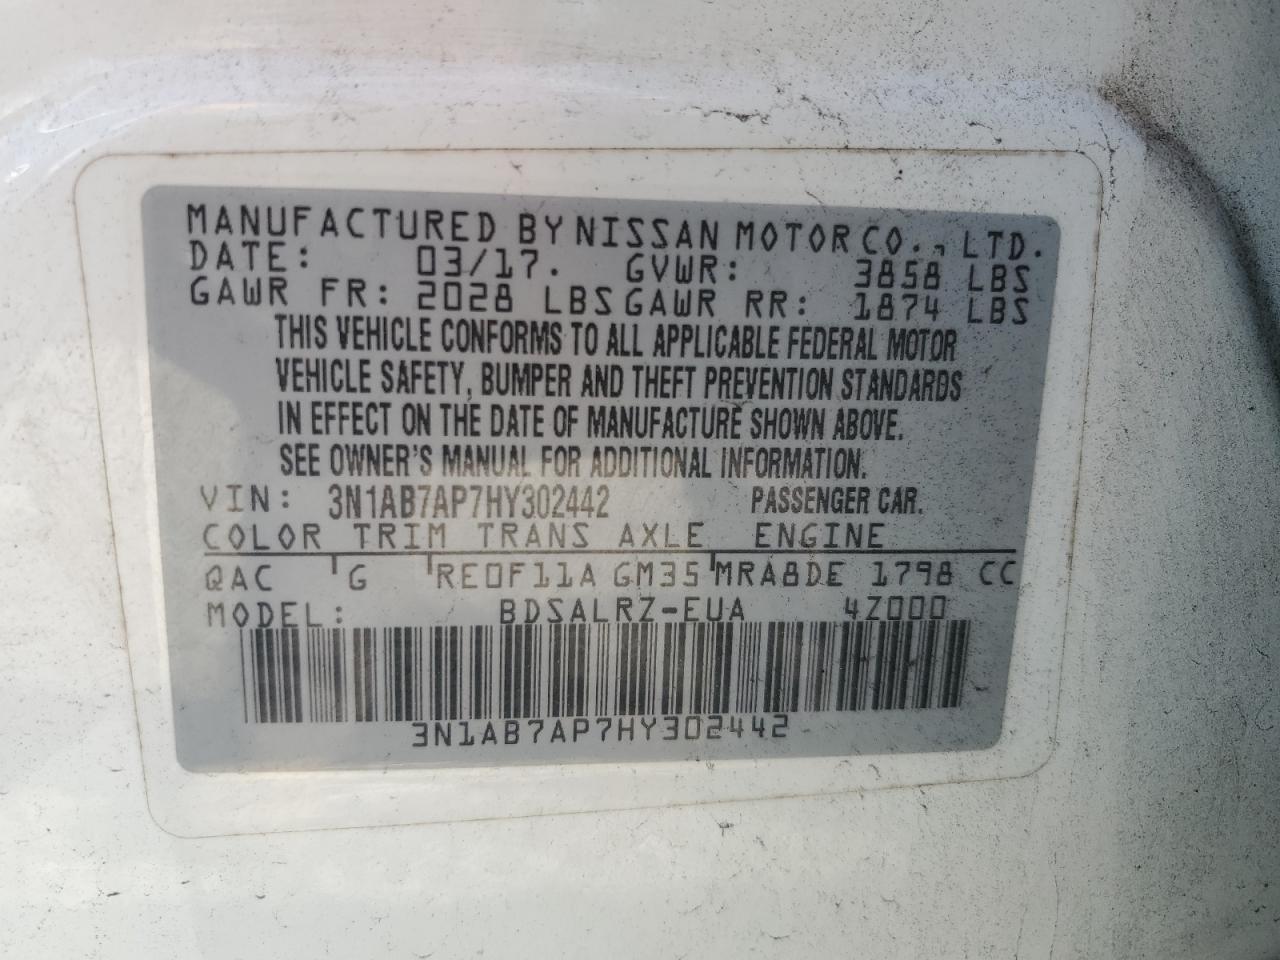 MANUFACTURED BY NISSAN MOTOR CO., LTD.
DATE: 03/17. GVWR: 3858 LBS
GAWR FR: 2028 LBS GAWR RR: 1874 LBS
THIS VEHICLE CONFORMS TO ALL APPLICABLE FEDERAL MOTOR
VEHICLE SAFETY, BUMPER AND THEFT PREVENTION STANDARDS
IN EFFECT ON THE DATE OF MANUFACTURE SHOWN ABOVE.
SEE OWNER'S MANUAL FOR ADDITIONAL INFORMATION.
VIN: 3N1AB7AP7HY302442 PASSENGER CAR.
COLOR TRIM TRANS AXLE ENGINE
QAC G RE0F11A GM35 MRA8DE 1798 CC
MODEL: BDSALRZ-EUA 4Z000
3N1AB7AP7HY302442